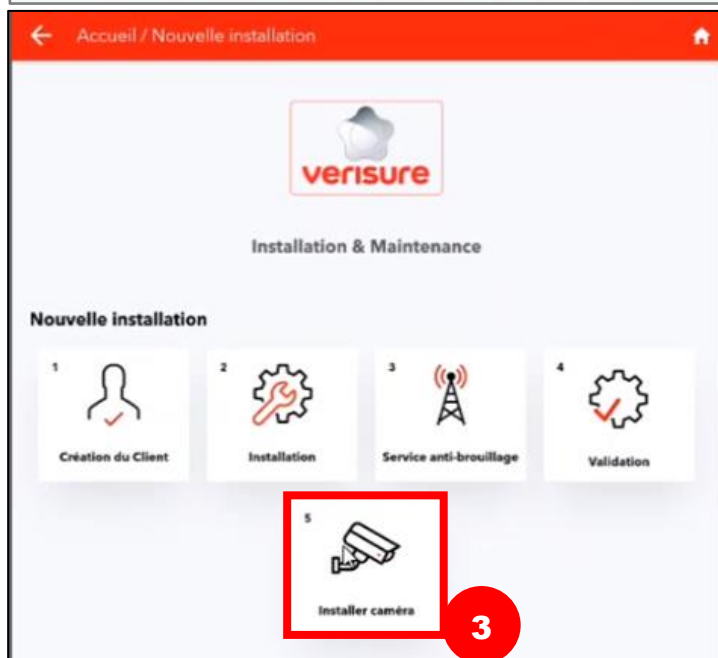 Accueil / Nouvelle installation
verisure
Installation & Maintenance
Nouvelle installation
1
Création du Client
2
Installation
3
Service anti-brouillage
4
Validation
5
Installer caméra
3